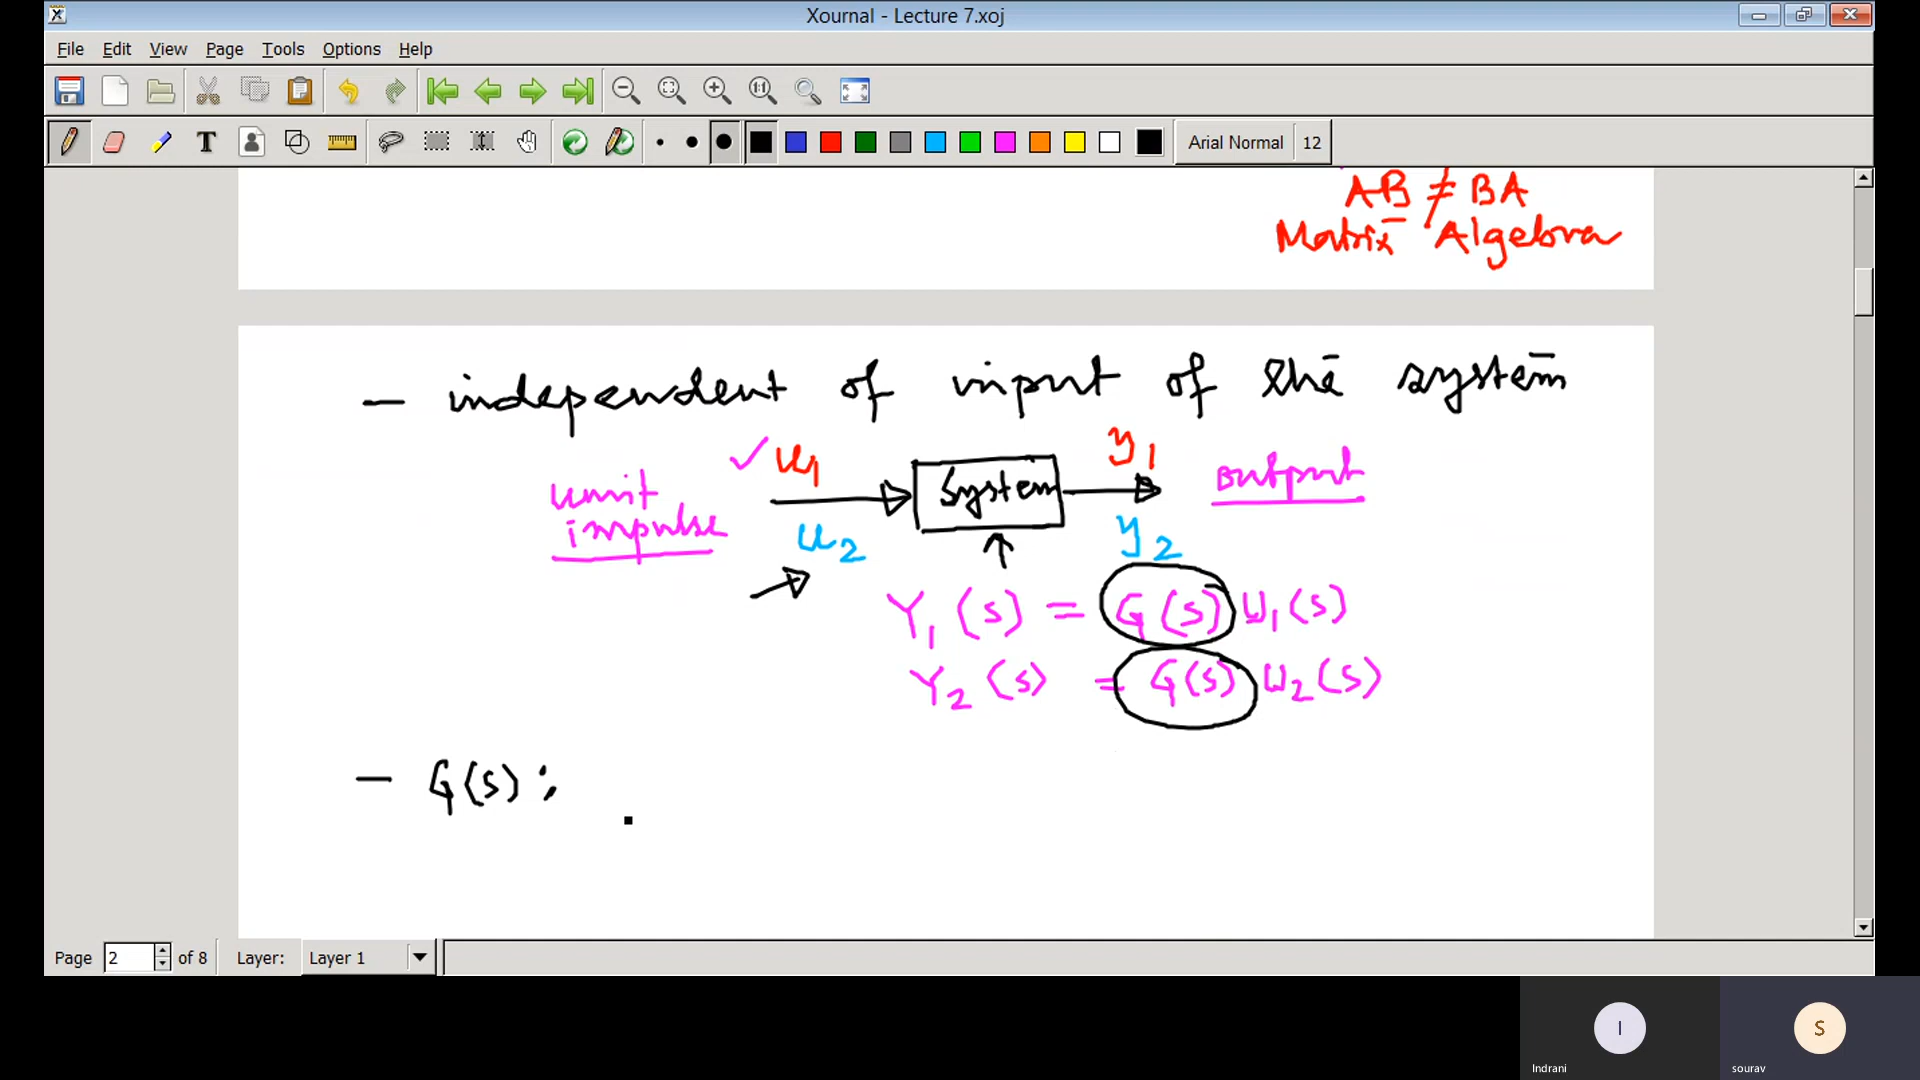 Xournal - Lecture 7.xoj
File Edit View Page Tools Options Help
Arial Normal 12
AB ≠ BA
Matrix Algebra
- independent of input of the system
✓ u1 y1
unit System output
impulse
u2 y2
Y1(s) = G(s) U1(s)
Y2(s) = G(s) U2(s)
- G(s):
Page 2 of 8 Layer: Layer 1
I S
Indrani sourav